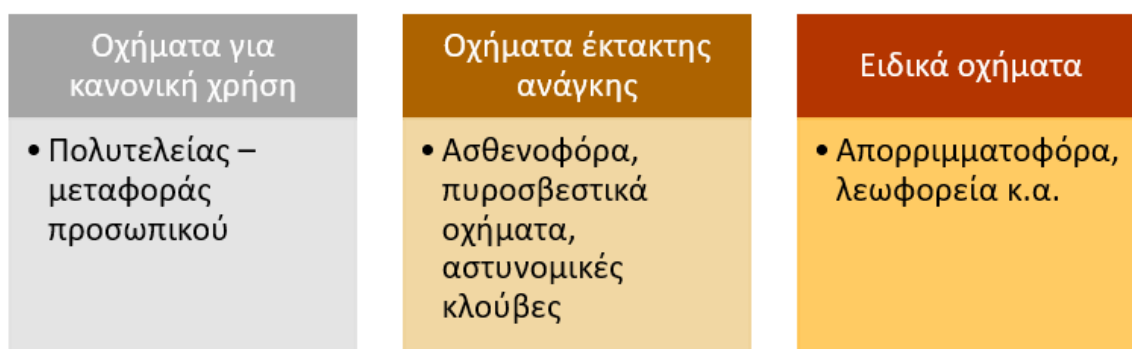 Οχήματα για
κανονική χρήση
• Πολυτελείας –
μεταφοράς
προσωπικού
Οχήματα έκτακτης
ανάγκης
• Ασθενοφόρα,
πυροσβεστικά
οχήματα,
αστυνομικές
κλούβες
Ειδικά οχήματα
• Απορριμματοφόρα,
λεωφορεία κ.α.